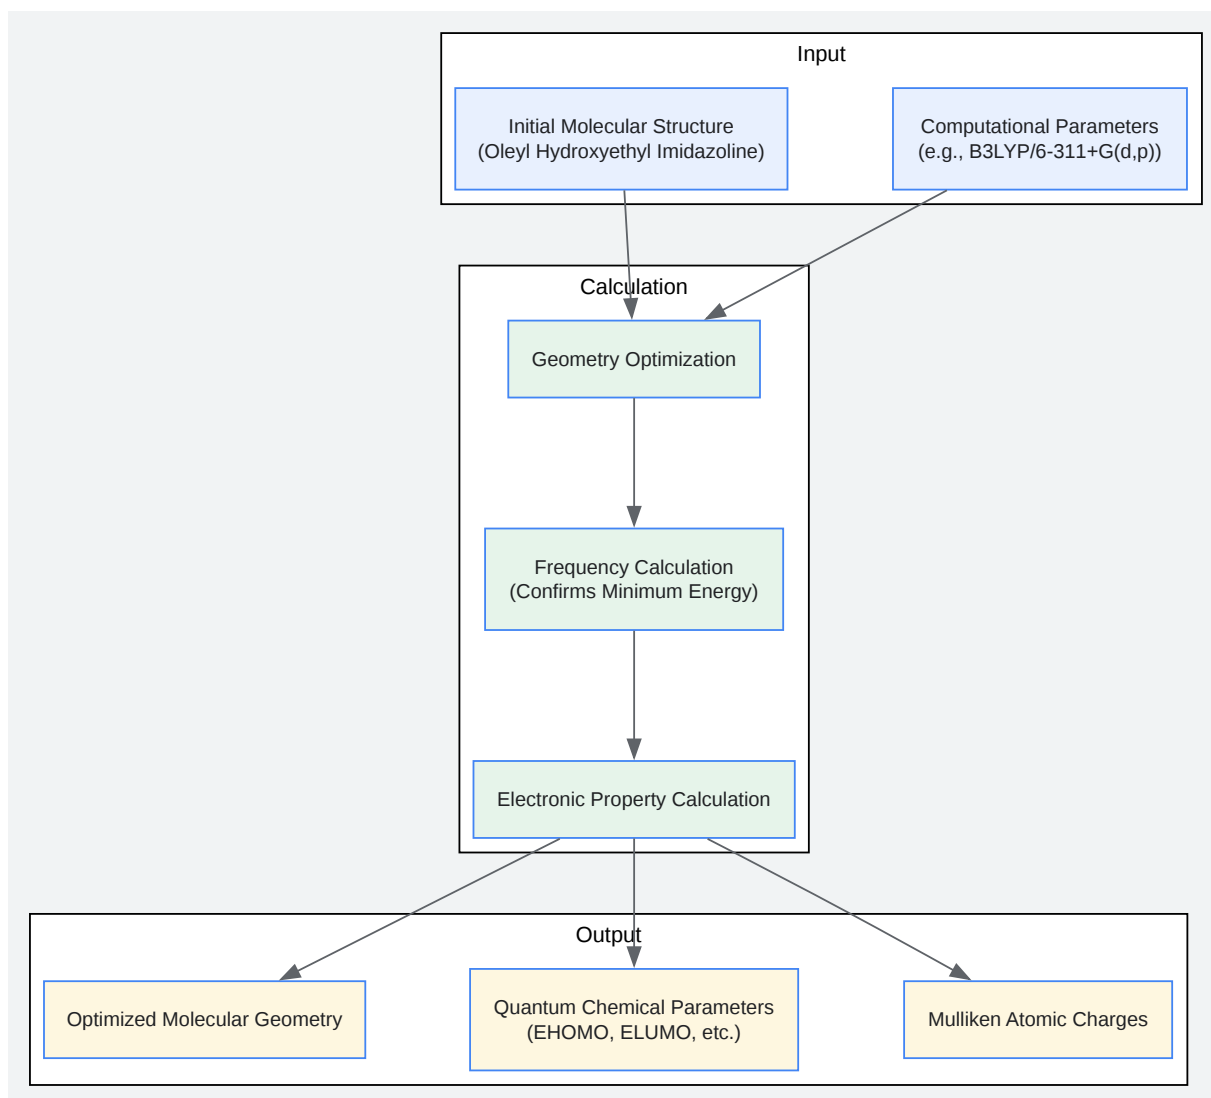 Input
Initial Molecular Structure
(Oleyl Hydroxyethyl Imidazoline)
Computational Parameters
(e.g., B3LYP/6-311+G(d,p))
Calculation
Geometry Optimization
Frequency Calculation
(Confirms Minimum Energy)
Electronic Property Calculation
Output
Optimized Molecular Geometry
Quantum Chemical Parameters
(EHOMO, ELUMO, etc.)
Mulliken Atomic Charges